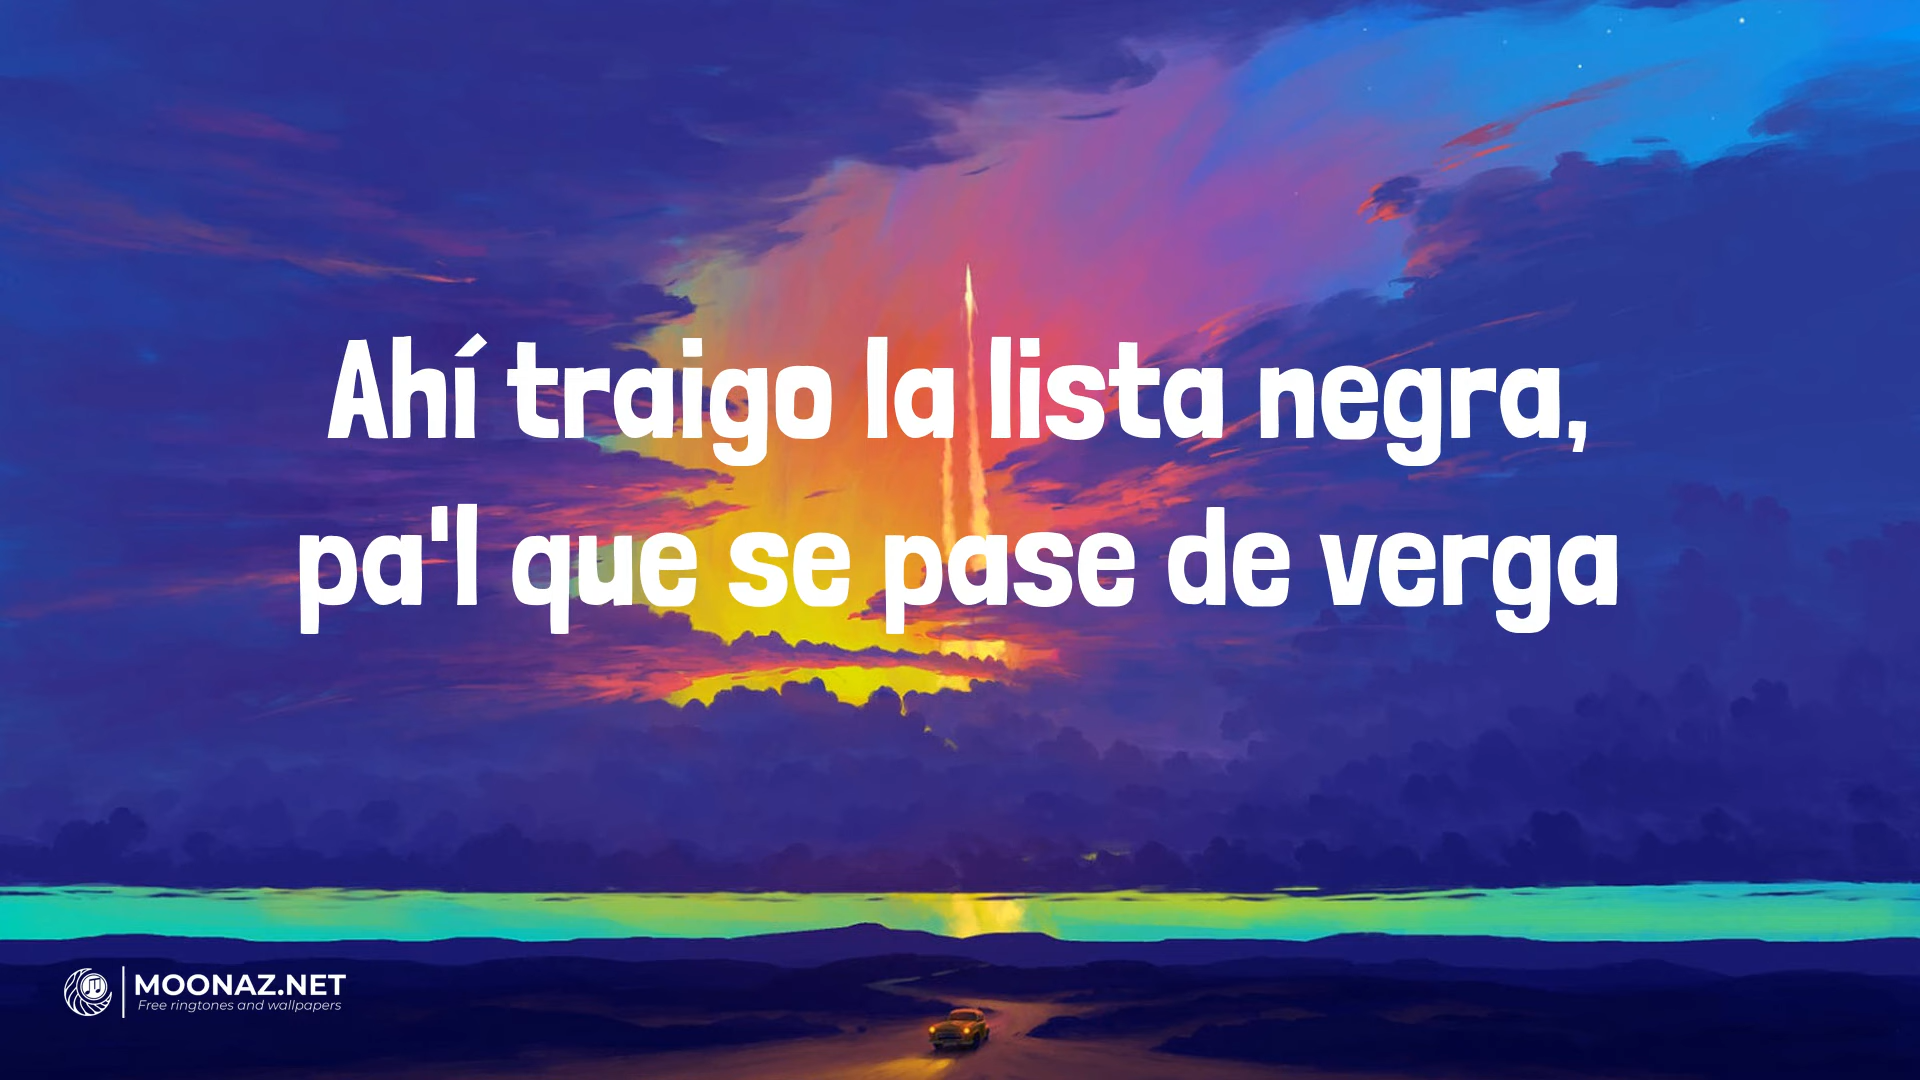 Ahí traigo la lista negra,
pa'l que se pase de verga
MOONAZ.NET
Free ringtones and wallpapers